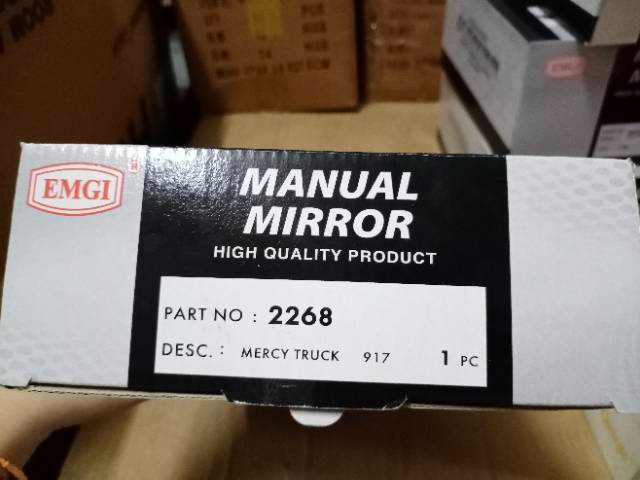 EMGI
®
MANUAL
MIRROR
HIGH QUALITY PRODUCT
PART NO : 2268
DESC. : MERCY TRUCK 917 1 PC
EMGI